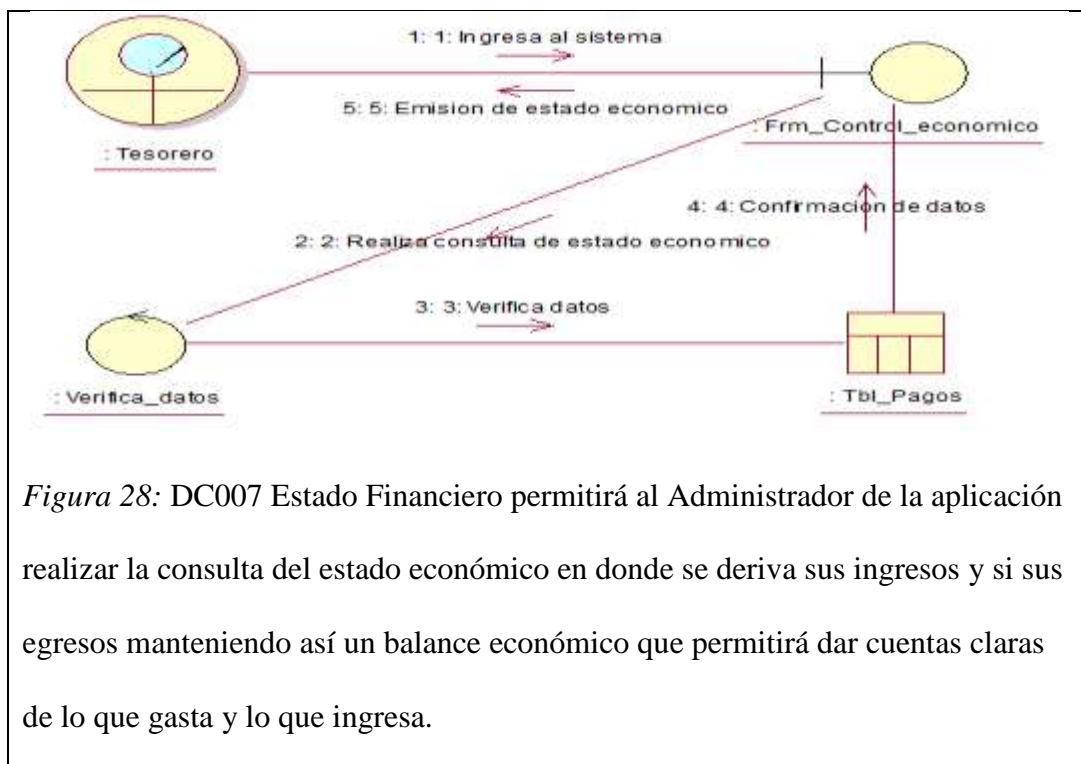 1: 1: Ingresa al sistema
5: 5: Emision de estado economico
: Frm_Control_economico
: Tesorero
4: 4: Confirmacion de datos
2: 2: Realiza consulta de estado economico
3: 3: Verifica datos
: Verifica_datos
: Tbl_Pagos
Figura 28: DC007 Estado Financiero permitirá al Administrador de la aplicación
realizar la consulta del estado económico en donde se deriva sus ingresos y si sus
egresos manteniendo así un balance económico que permitirá dar cuentas claras
de lo que gasta y lo que ingresa.